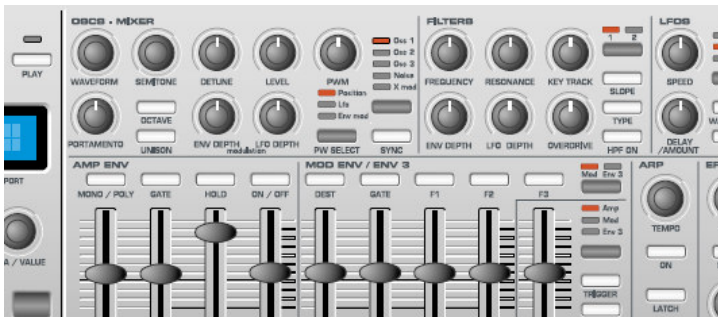 OSCS · MIXER
FILTERS
LFOS
Osc 1
Osc 2
Osc 3
Noise
X mod
1 2
PLAY
WAVEFORM SEMITONE DETUNE LEVEL PWM
FREQUENCY RESONANCE KEY TRACK
SPEED
SLOPE
Position
Lfo
Env mod
OCTAVE
TYPE
PORTAMENTO
UNISON
ENV DEPTH LFO DEPTH
modulation
PW SELECT SYNC
ENV DEPTH LFO DEPTH OVERDRIVE
HPF ON
DELAY
/AMOUNT
AMP ENV
MOD ENV / ENV 3
Mod Env 3
ARP
MONO / POLY GATE HOLD ON / OFF
DEST GATE F1 F2 F3
Amp
Mod
Env 3
TEMPO
A / VALUE
ON
TRIGGER
LATCH